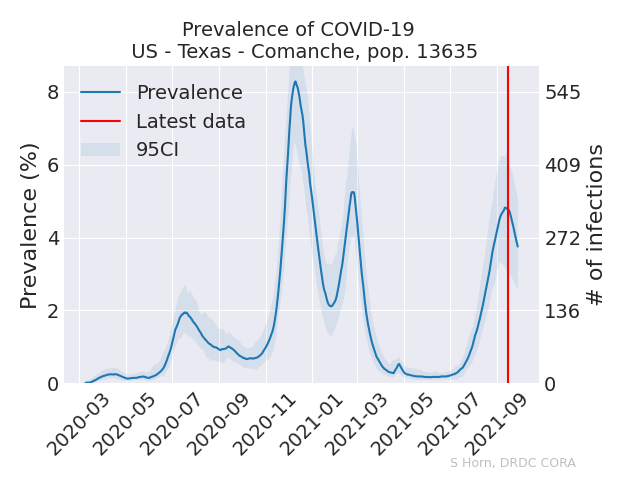 Prevalence of COVID-19
US - Texas - Comanche, pop. 13635
Prevalence
Latest data
95CI
Prevalence (%)
8
6
4
2
0
# of infections
545
409
272
136
0
2020-03
2020-05
2020-07
2020-09
2020-11
2021-01
2021-03
2021-05
2021-07
2021-09
S Horn, DRDC CORA